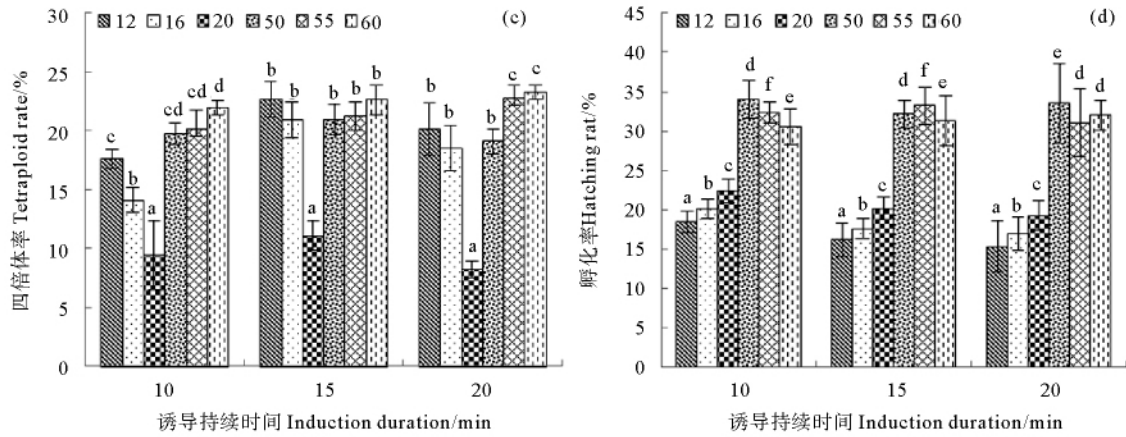 12 16 20 50 55 60 (c)
30
25
20
15
10
5
0
四倍体率 Tetraploid rate/%
c b a cd cd d
b b a b b b
b b a b c c
10 15 20
诱导持续时间 Induction duration/min
12 16 20 50 55 60 (d)
45
40
35
30
25
20
15
10
5
0
孵化率Hatching rat/%
a b c d f e
a b c d f e
a b c e d d
10 15 20
诱导持续时间 Induction duration/min